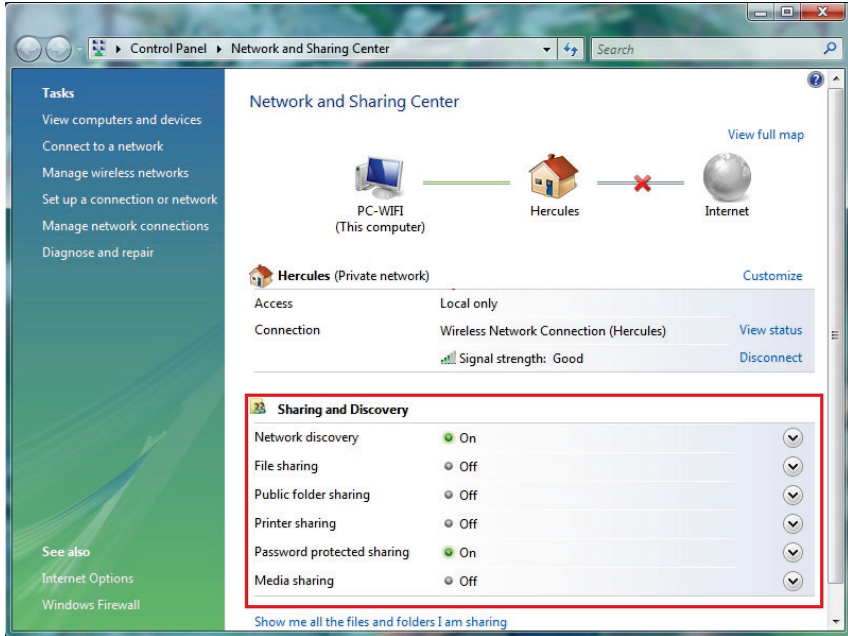 Control Panel Network and Sharing Center
Search
Tasks
View computers and devices
Connect to a network
Manage wireless networks
Set up a connection or network
Manage network connections
Diagnose and repair
See also
Internet Options
Windows Firewall
Network and Sharing Center
View full map
PC-WIFI
(This computer)
Hercules
Internet
Hercules (Private network)
Customize
Access Local only
Connection Wireless Network Connection (Hercules) View status
Signal strength: Good Disconnect
Sharing and Discovery
Network discovery On
File sharing Off
Public folder sharing Off
Printer sharing Off
Password protected sharing On
Media sharing Off
Show me all the files and folders I am sharing